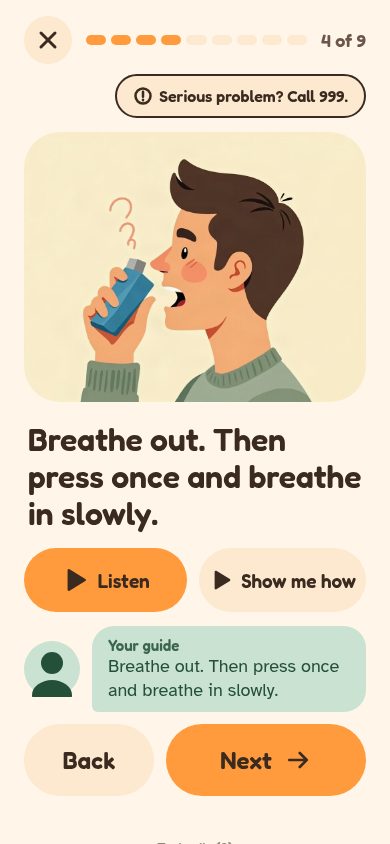 4 of 9
Serious problem? Call 999.
Breathe out. Then
press once and breathe
in slowly.
Listen
Show me how
Your guide
Breathe out. Then press once
and breathe in slowly.
Back
Next